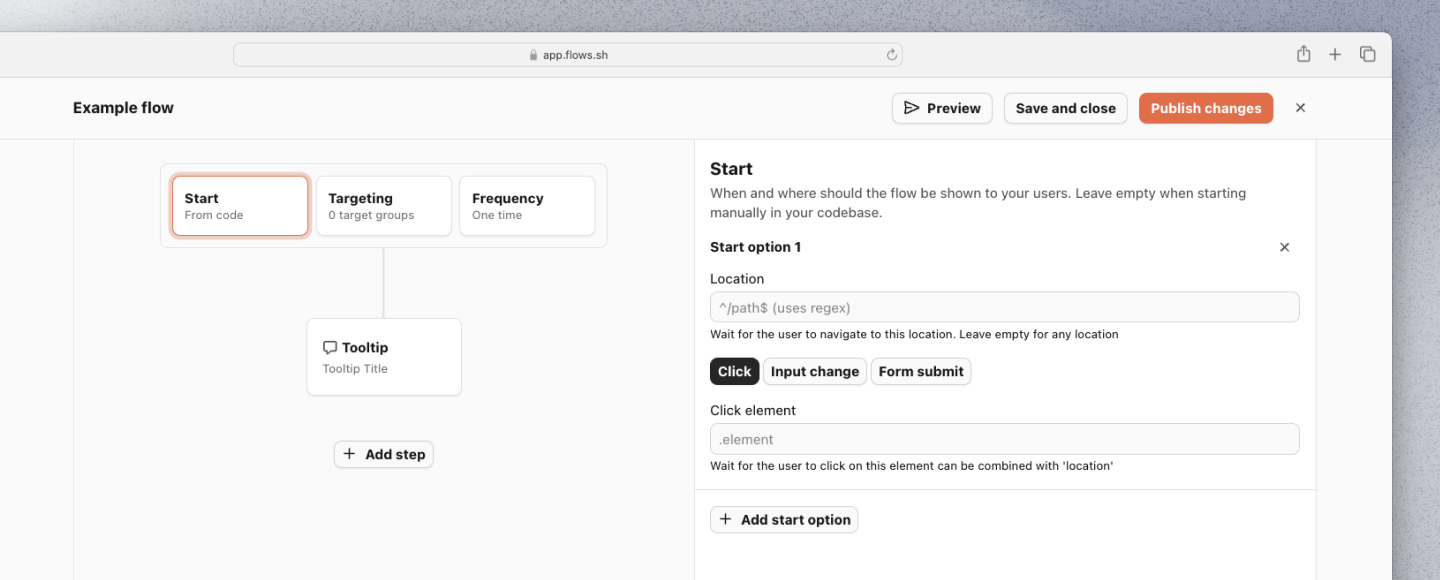 app.flows.sh
Example flow
Preview
Save and close
Publish changes
Start
From code
Targeting
0 target groups
Frequency
One time
Tooltip
Tooltip Title
Add step
Start
When and where should the flow be shown to your users. Leave empty when starting
manually in your codebase.
Start option 1
Location
^/path$ (uses regex)
Wait for the user to navigate to this location. Leave empty for any location
Click
Input change
Form submit
Click element
.element
Wait for the user to click on this element can be combined with 'location'
Add start option